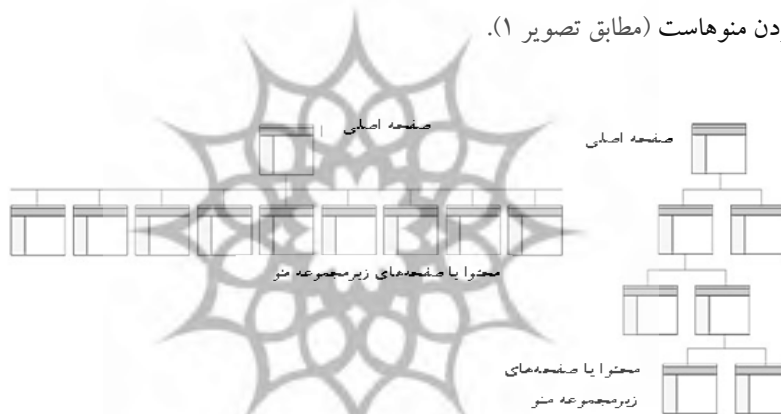 منوهاست (مطابق تصویر ۱).
صفحه اصلی
صفحه اصلی
محتوا یا صفحه‌های زیرمجموعه منو
محتوا یا صفحه‌های
زیرمجموعه منو